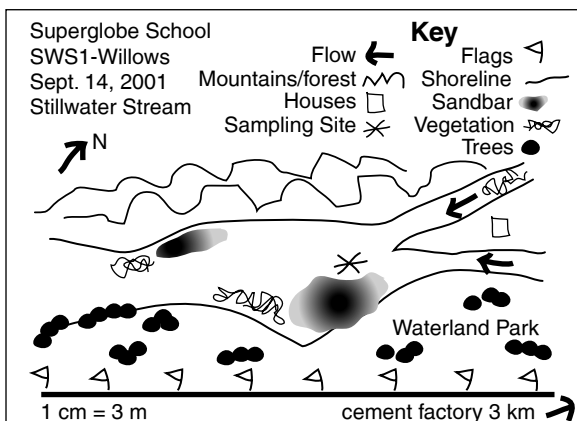 Superglobe School
SWS1-Willows
Sept. 14, 2001
Stillwater Stream
N
Key
Flow
Mountains/forest
Houses
Sampling Site
Flags
Shoreline
Sandbar
Vegetation
Trees
Waterland Park
1 cm = 3 m
cement factory 3 km